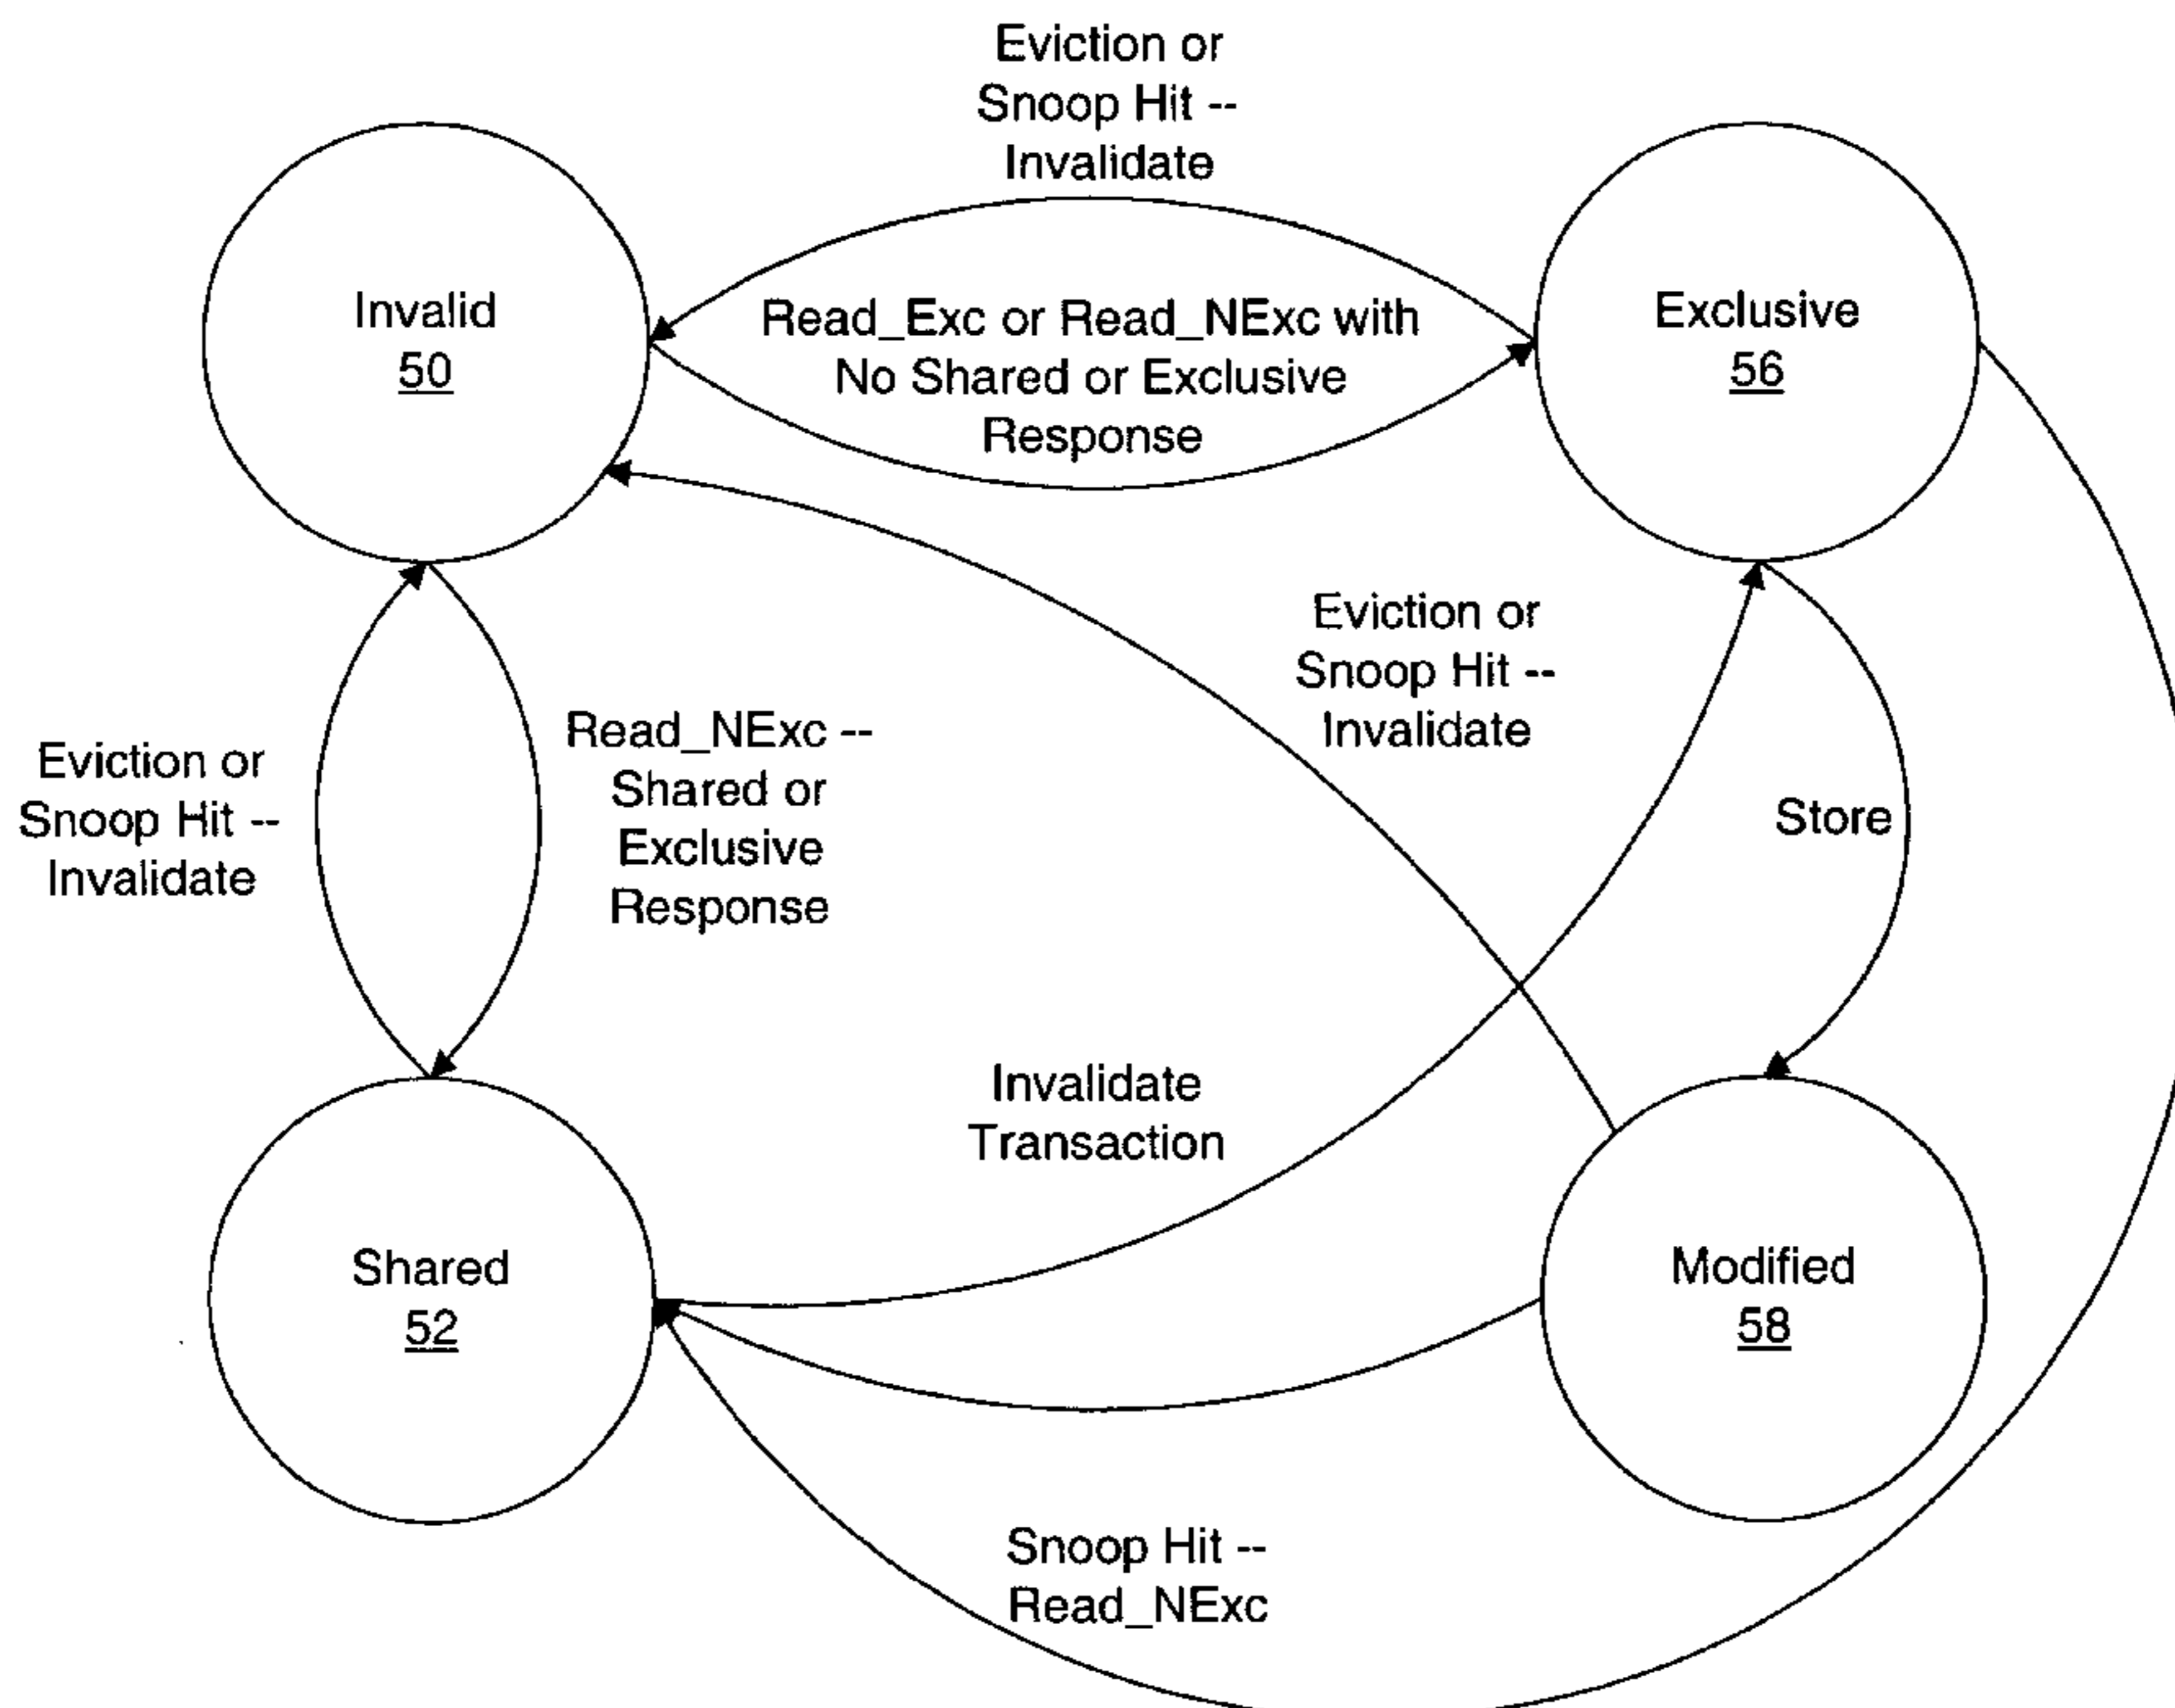 Eviction or
Snoop Hit --
Invalidate
Invalid
50
Read_Exc or Read_NExc with
No Shared or Exclusive
Response
Exclusive
56
Eviction or
Snoop Hit --
Invalidate
Read_NExc --
Shared or
Exclusive
Response
Eviction or
Snoop Hit --
Invalidate
Store
Invalidate
Transaction
Shared
52
Modified
58
Snoop Hit --
Read_NExc